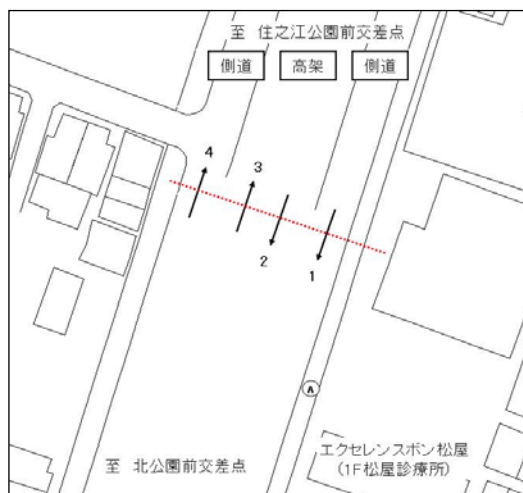 至 住之江公園前交差点
側道 高架 側道
4 3
2 1
A
エクセレンスボン松屋
(1F松屋診療所)
至 北公園前交差点